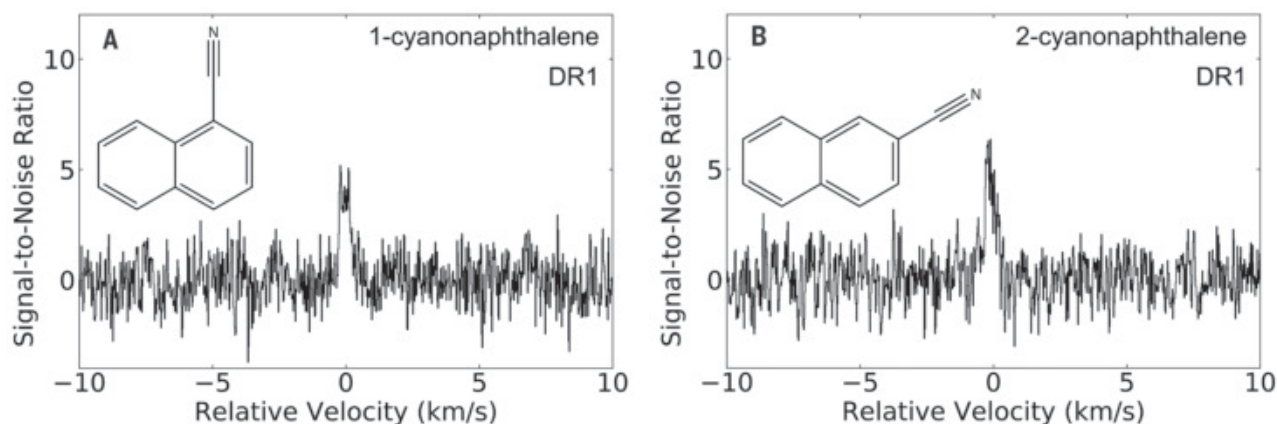 A
1-cyanonaphthalene
DR1
N
Signal-to-Noise Ratio
10
5
0
−10
−5
0
5
10
Relative Velocity (km/s)
B
2-cyanonaphthalene
DR1
N
Signal-to-Noise Ratio
10
5
0
−10
−5
0
5
10
Relative Velocity (km/s)